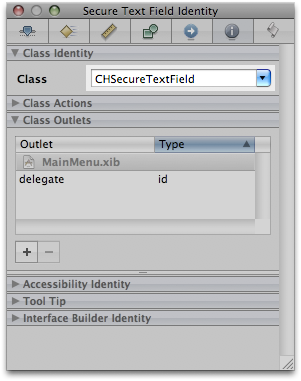 Secure Text Field Identity
Class Identity
Class CHSecureTextField
Class Actions
Class Outlets
Outlet Type
MainMenu.xib
delegate id
Accessibility Identity
Tool Tip
Interface Builder Identity